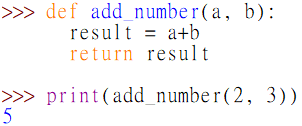 >>> def add_number(a, b):
        result = a+b
        return result

>>> print(add_number(2, 3))
5